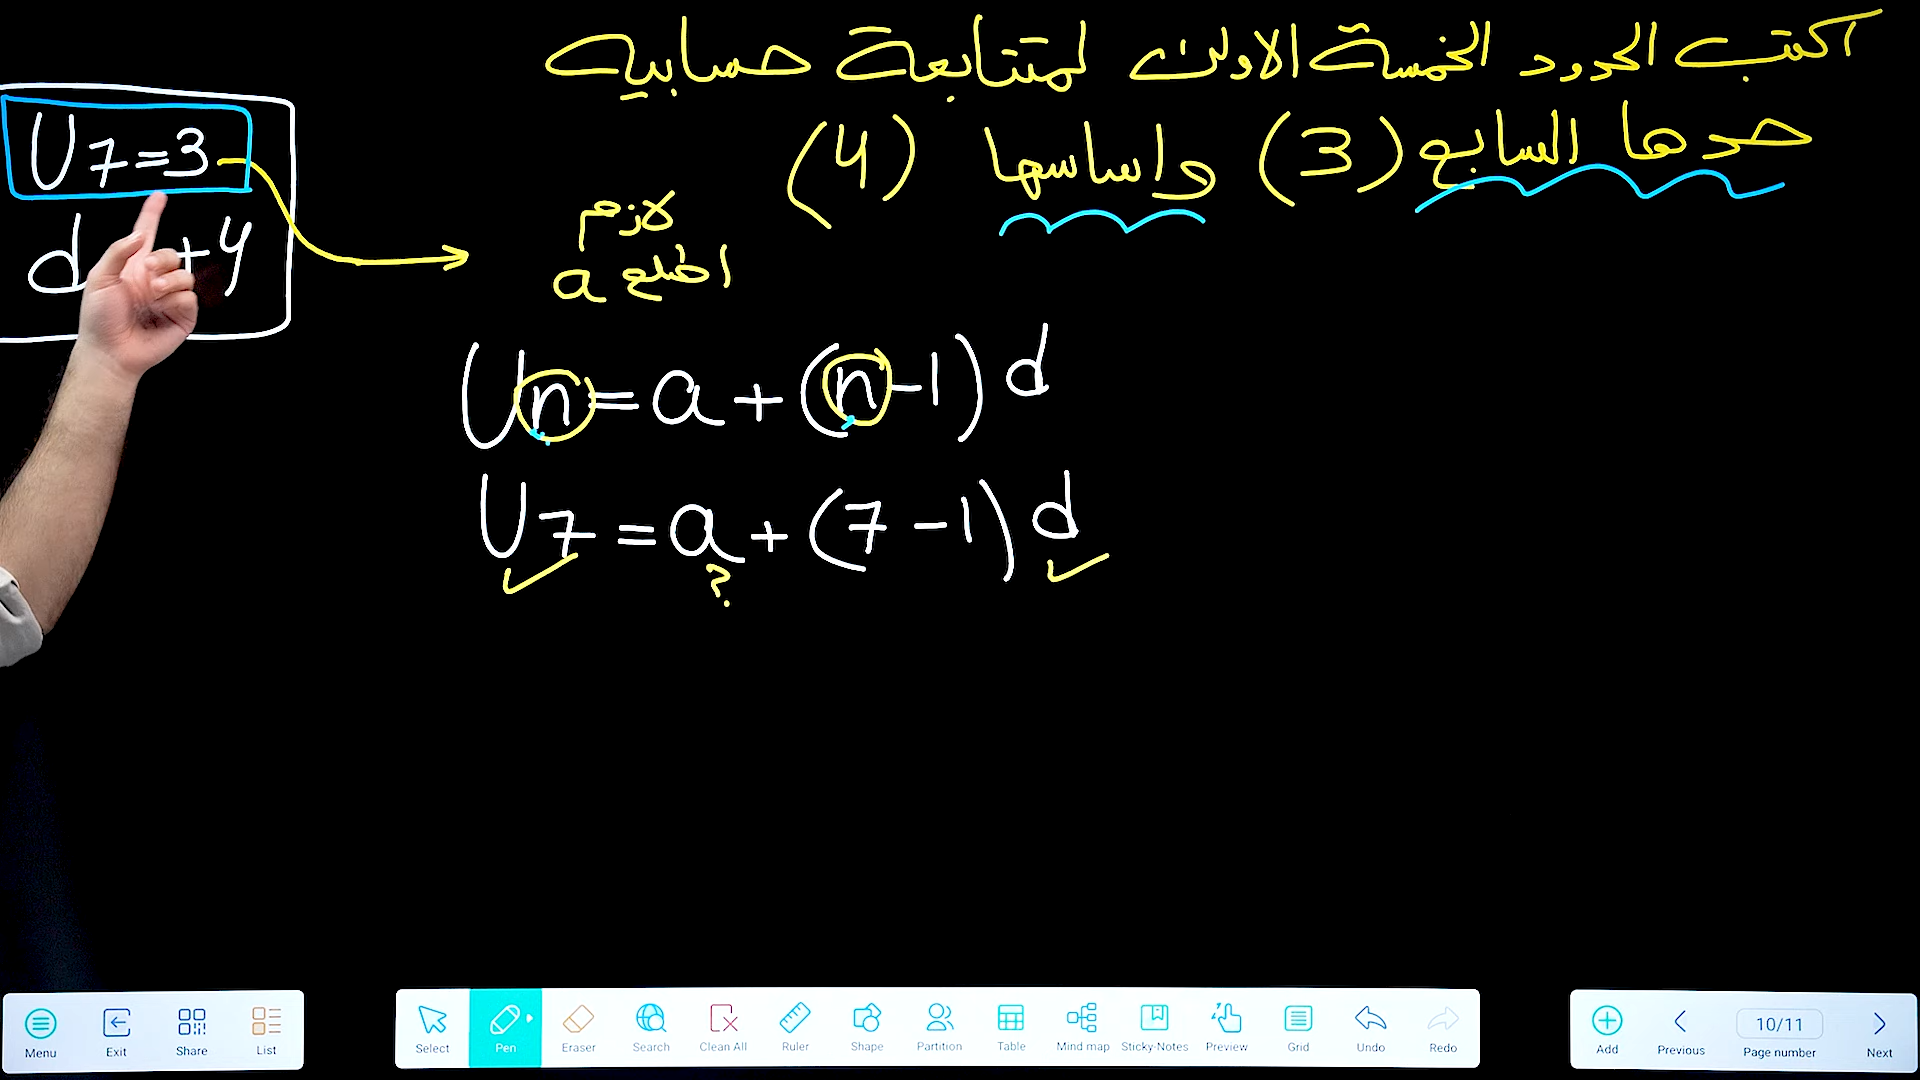 اكتب الحدود الخمسة الاولى لمتتابعة حسابيه
حدها السابع (3) واساسها (4)
U7=3
d +4
لازم
اطلع a
Un = a + (n-1) d
U7 = a + (7-1) d
?
Menu Exit Share List
Select Pen Eraser Search Clean All Ruler Shape Partition Table Mind map Sticky-Notes Preview Grid Undo Redo
Add Previous 10/11 Page number Next